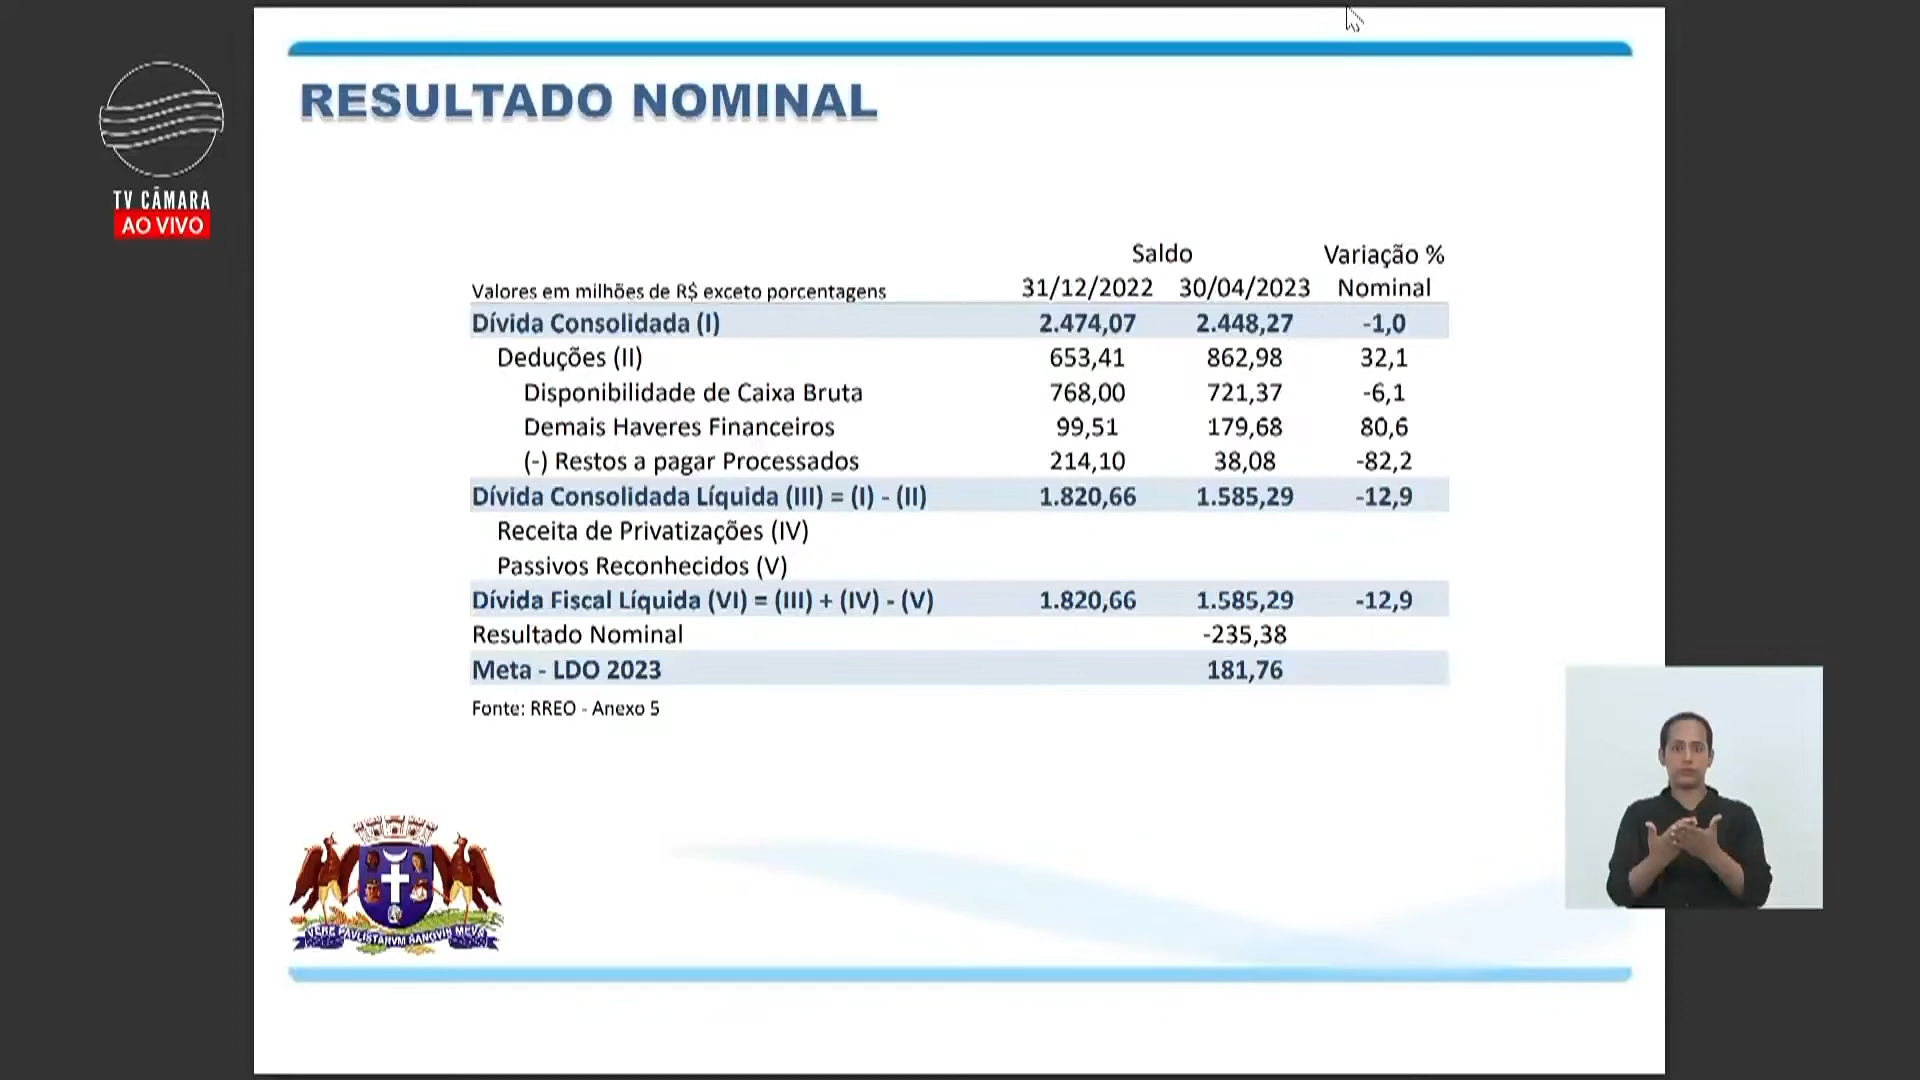 TV CÂMARA
AO VIVO
RESULTADO NOMINAL
Saldo Variação %
Valores em milhões de R$ exceto porcentagens 31/12/2022 30/04/2023 Nominal
Dívida Consolidada (I) 2.474,07 2.448,27 -1,0
Deduções (II) 653,41 862,98 32,1
Disponibilidade de Caixa Bruta 768,00 721,37 -6,1
Demais Haveres Financeiros 99,51 179,68 80,6
(-) Restos a pagar Processados 214,10 38,08 -82,2
Dívida Consolidada Líquida (III) = (I) - (II) 1.820,66 1.585,29 -12,9
Receita de Privatizações (IV)
Passivos Reconhecidos (V)
Dívida Fiscal Líquida (VI) = (III) + (IV) - (V) 1.820,66 1.585,29 -12,9
Resultado Nominal -235,38
Meta - LDO 2023 181,76
Fonte: RREO - Anexo 5
VERE PAVLISTARVM SANGVIS MEVS